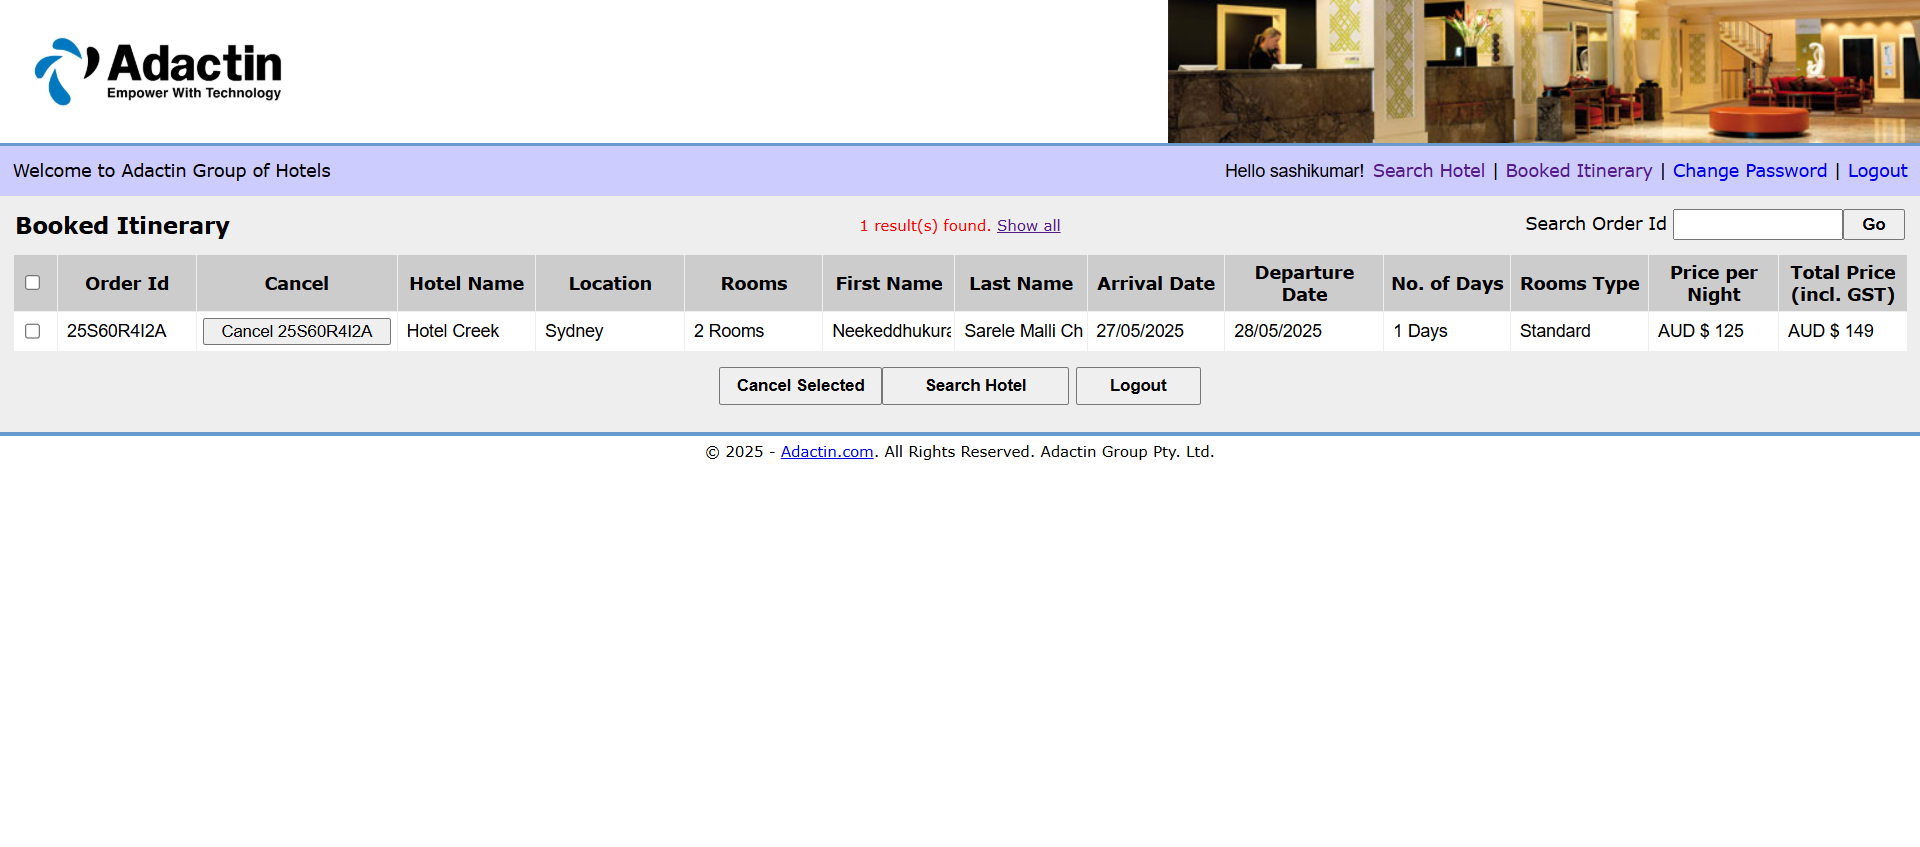 Adactin
Empower With Technology
Welcome to Adactin Group of Hotels
Hello sashikumar! Search Hotel | Booked Itinerary | Change Password | Logout
Booked Itinerary
1 result(s) found. Show all
Search Order Id Go
Order Id Cancel Hotel Name Location Rooms First Name Last Name Arrival Date Departure Date No. of Days Rooms Type Price per Night Total Price (incl. GST)
25S60R4I2A Cancel 25S60R4I2A Hotel Creek Sydney 2 Rooms Neekeddhukura Sarele Malli Ch 27/05/2025 28/05/2025 1 Days Standard AUD $ 125 AUD $ 149
Cancel Selected Search Hotel Logout
© 2025 - Adactin.com. All Rights Reserved. Adactin Group Pty. Ltd.